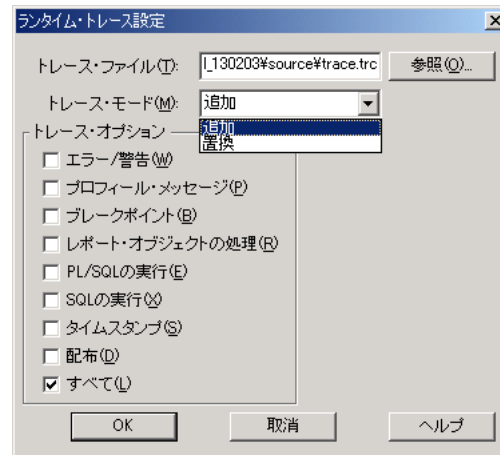 ランタイム・トレース設定
トレース・ファイル(T): l_130203¥source¥trace.trc 参照(O)...
トレース・モード(M): 追加
追加
置換
トレース・オプション
エラー/警告(W)
プロフィール・メッセージ(P)
ブレークポイント(B)
レポート・オブジェクトの処理(R)
PL/SQLの実行(E)
SQLの実行(X)
タイムスタンプ(S)
配布(D)
すべて(L)
OK 取消 ヘルプ